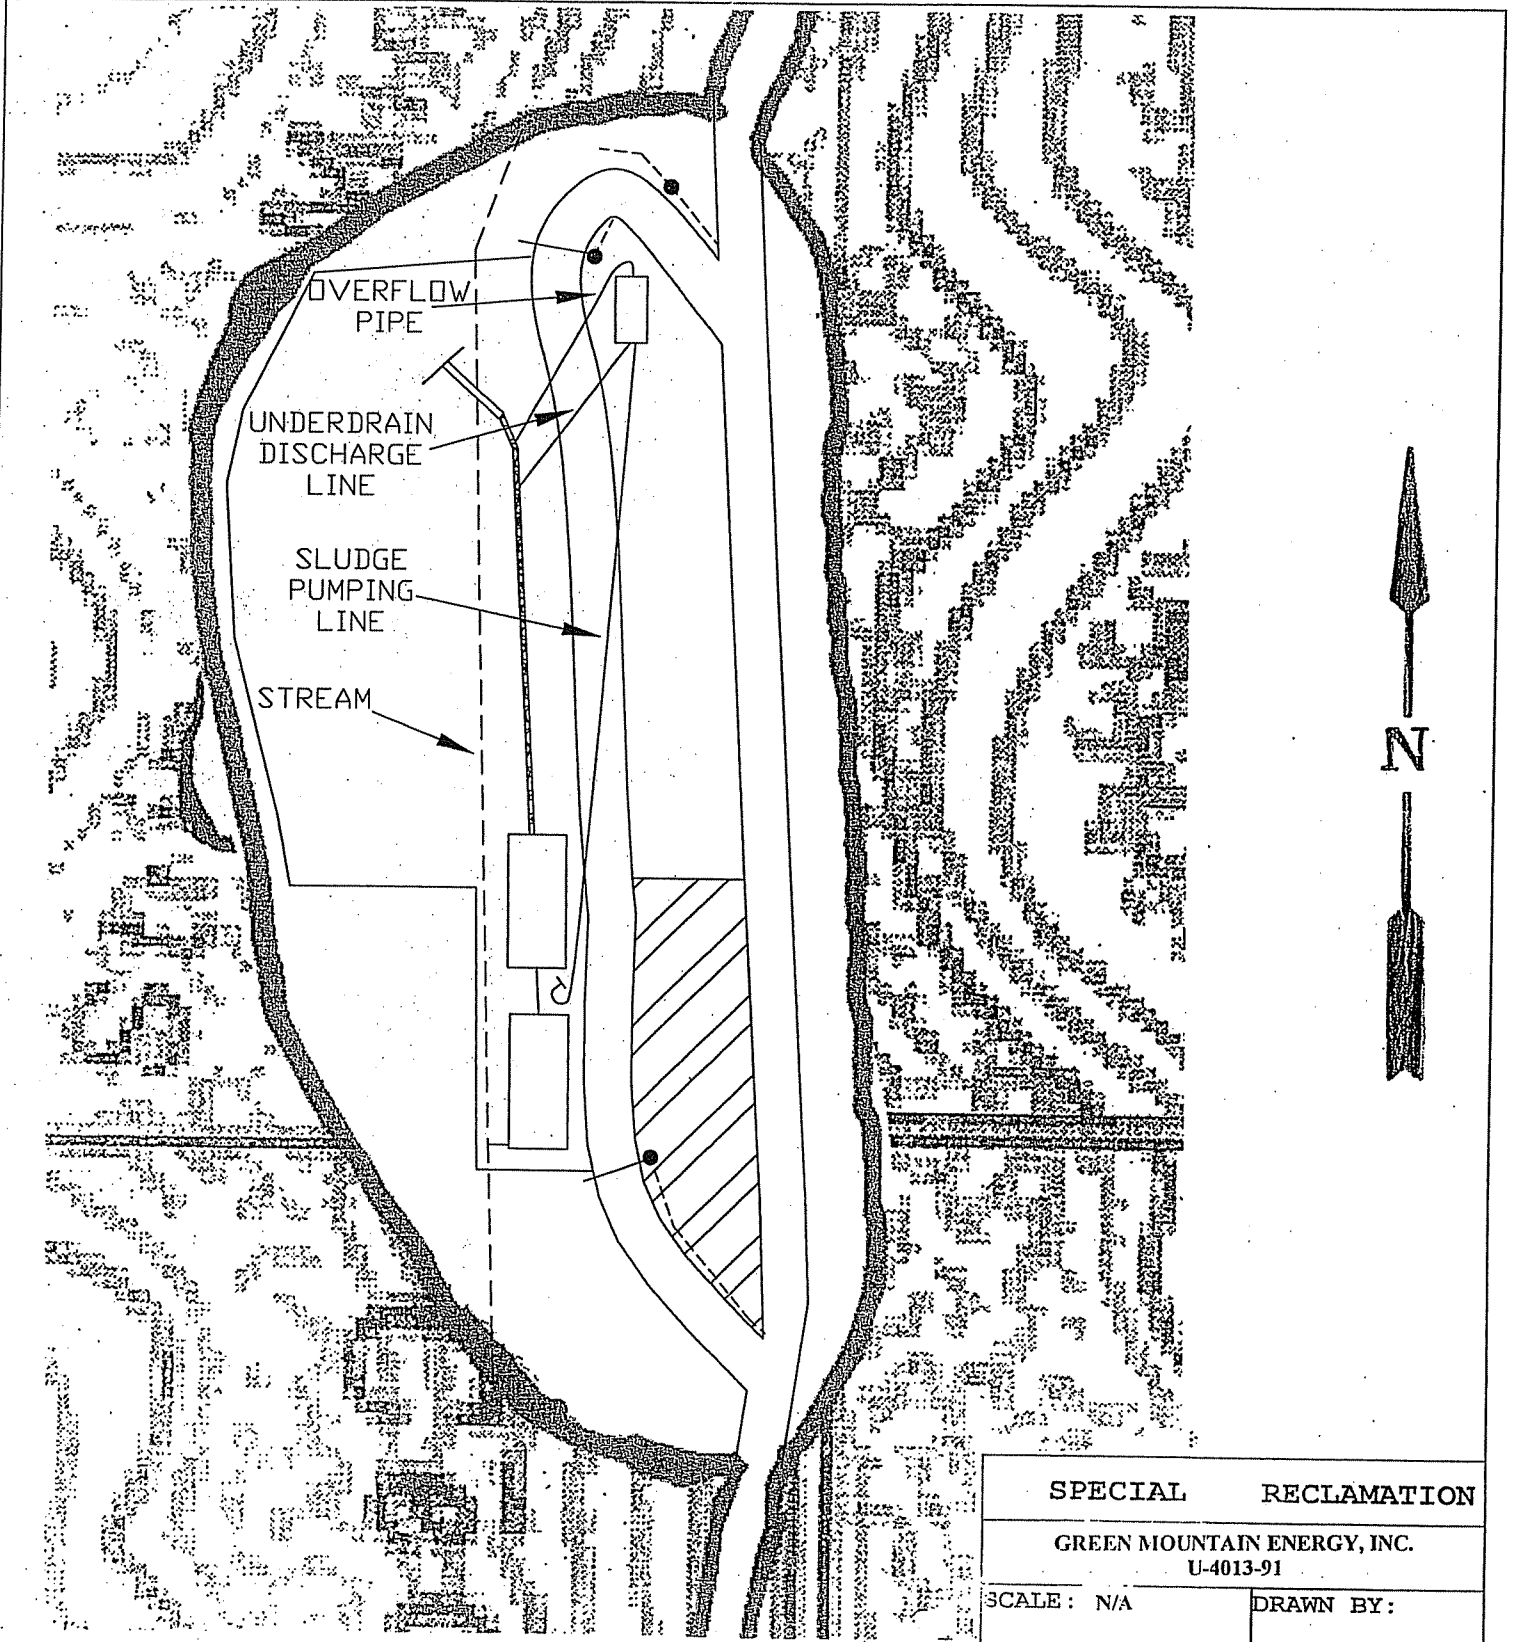 OVERFLOW
PIPE
UNDERDRAIN
DISCHARGE
LINE
SLUDGE
PUMPING
LINE
STREAM
N
SPECIAL RECLAMATION
GREEN MOUNTAIN ENERGY, INC.
U-4013-91
SCALE: N/A
DRAWN BY: